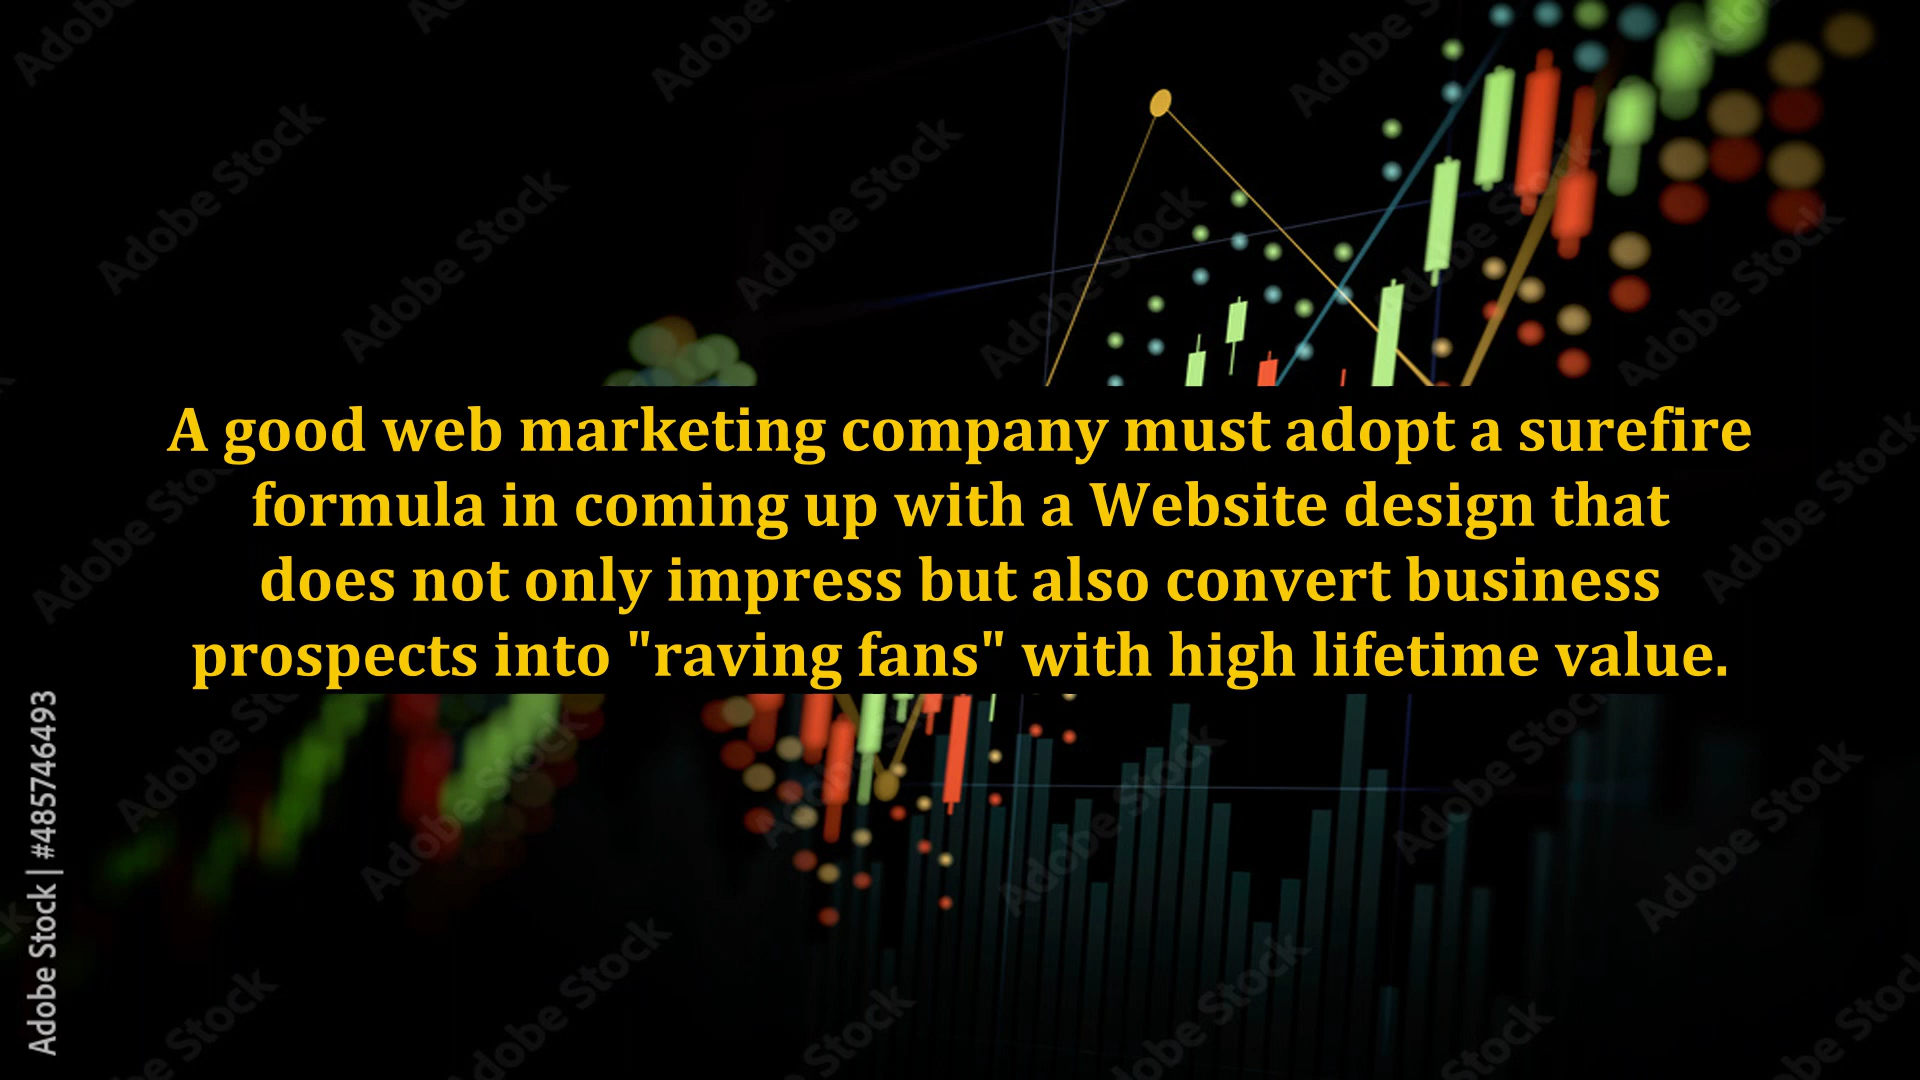 A good web marketing company must adopt a surefire
formula in coming up with a Website design that
does not only impress but also convert business
prospects into "raving fans" with high lifetime value.
Adobe Stock | #485746493